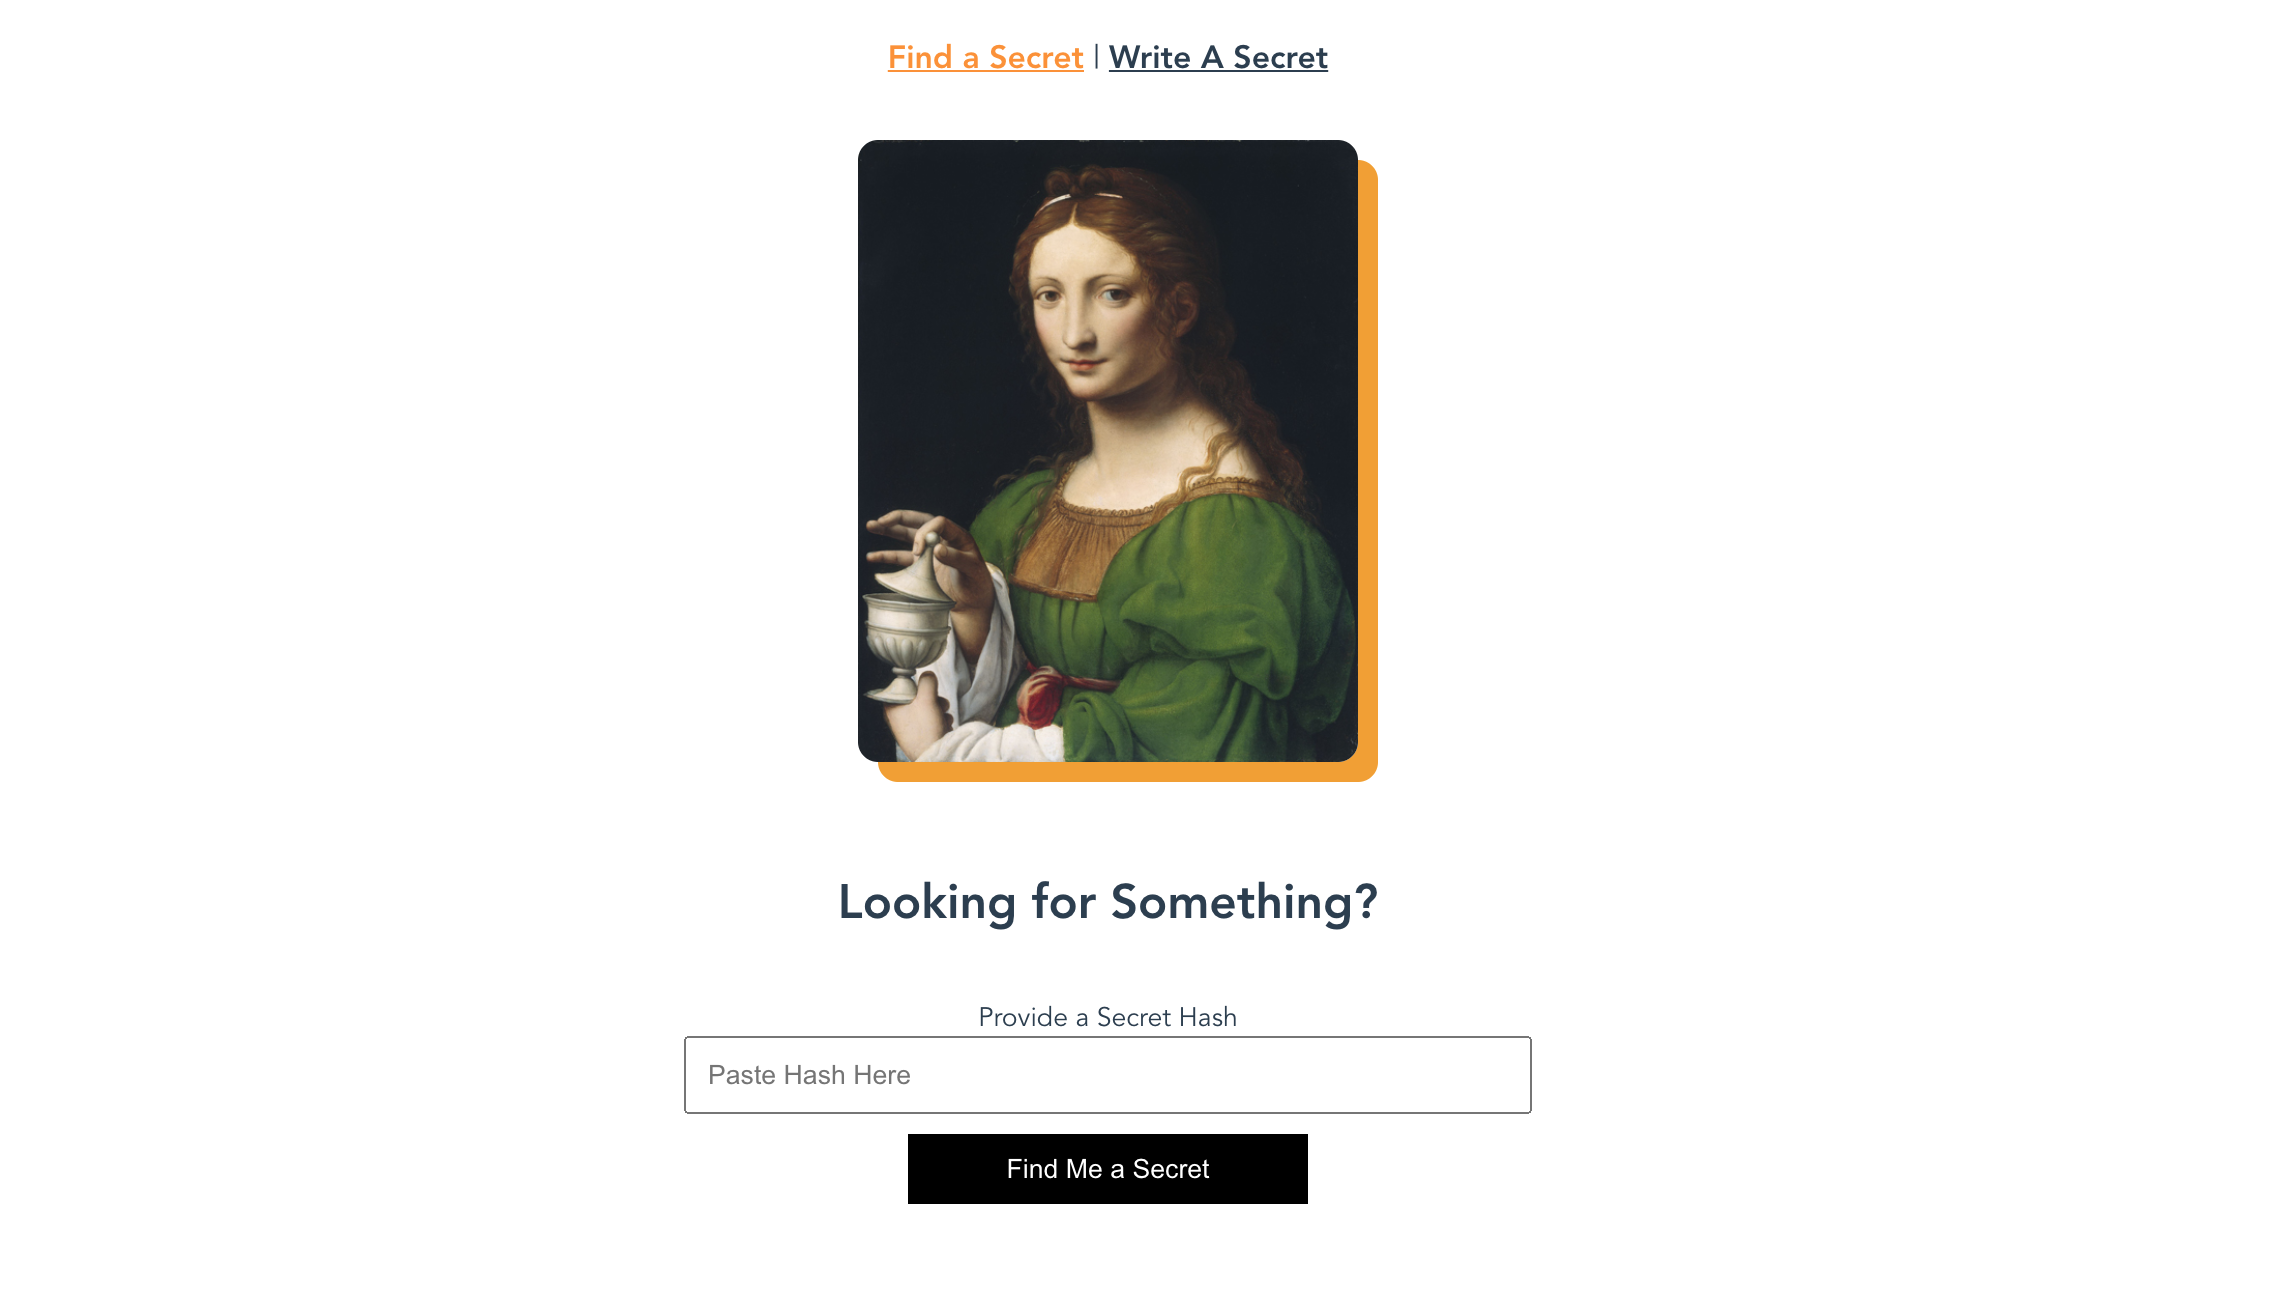 Find a Secret | Write A Secret
Looking for Something?
Provide a Secret Hash
Paste Hash Here
Find Me a Secret